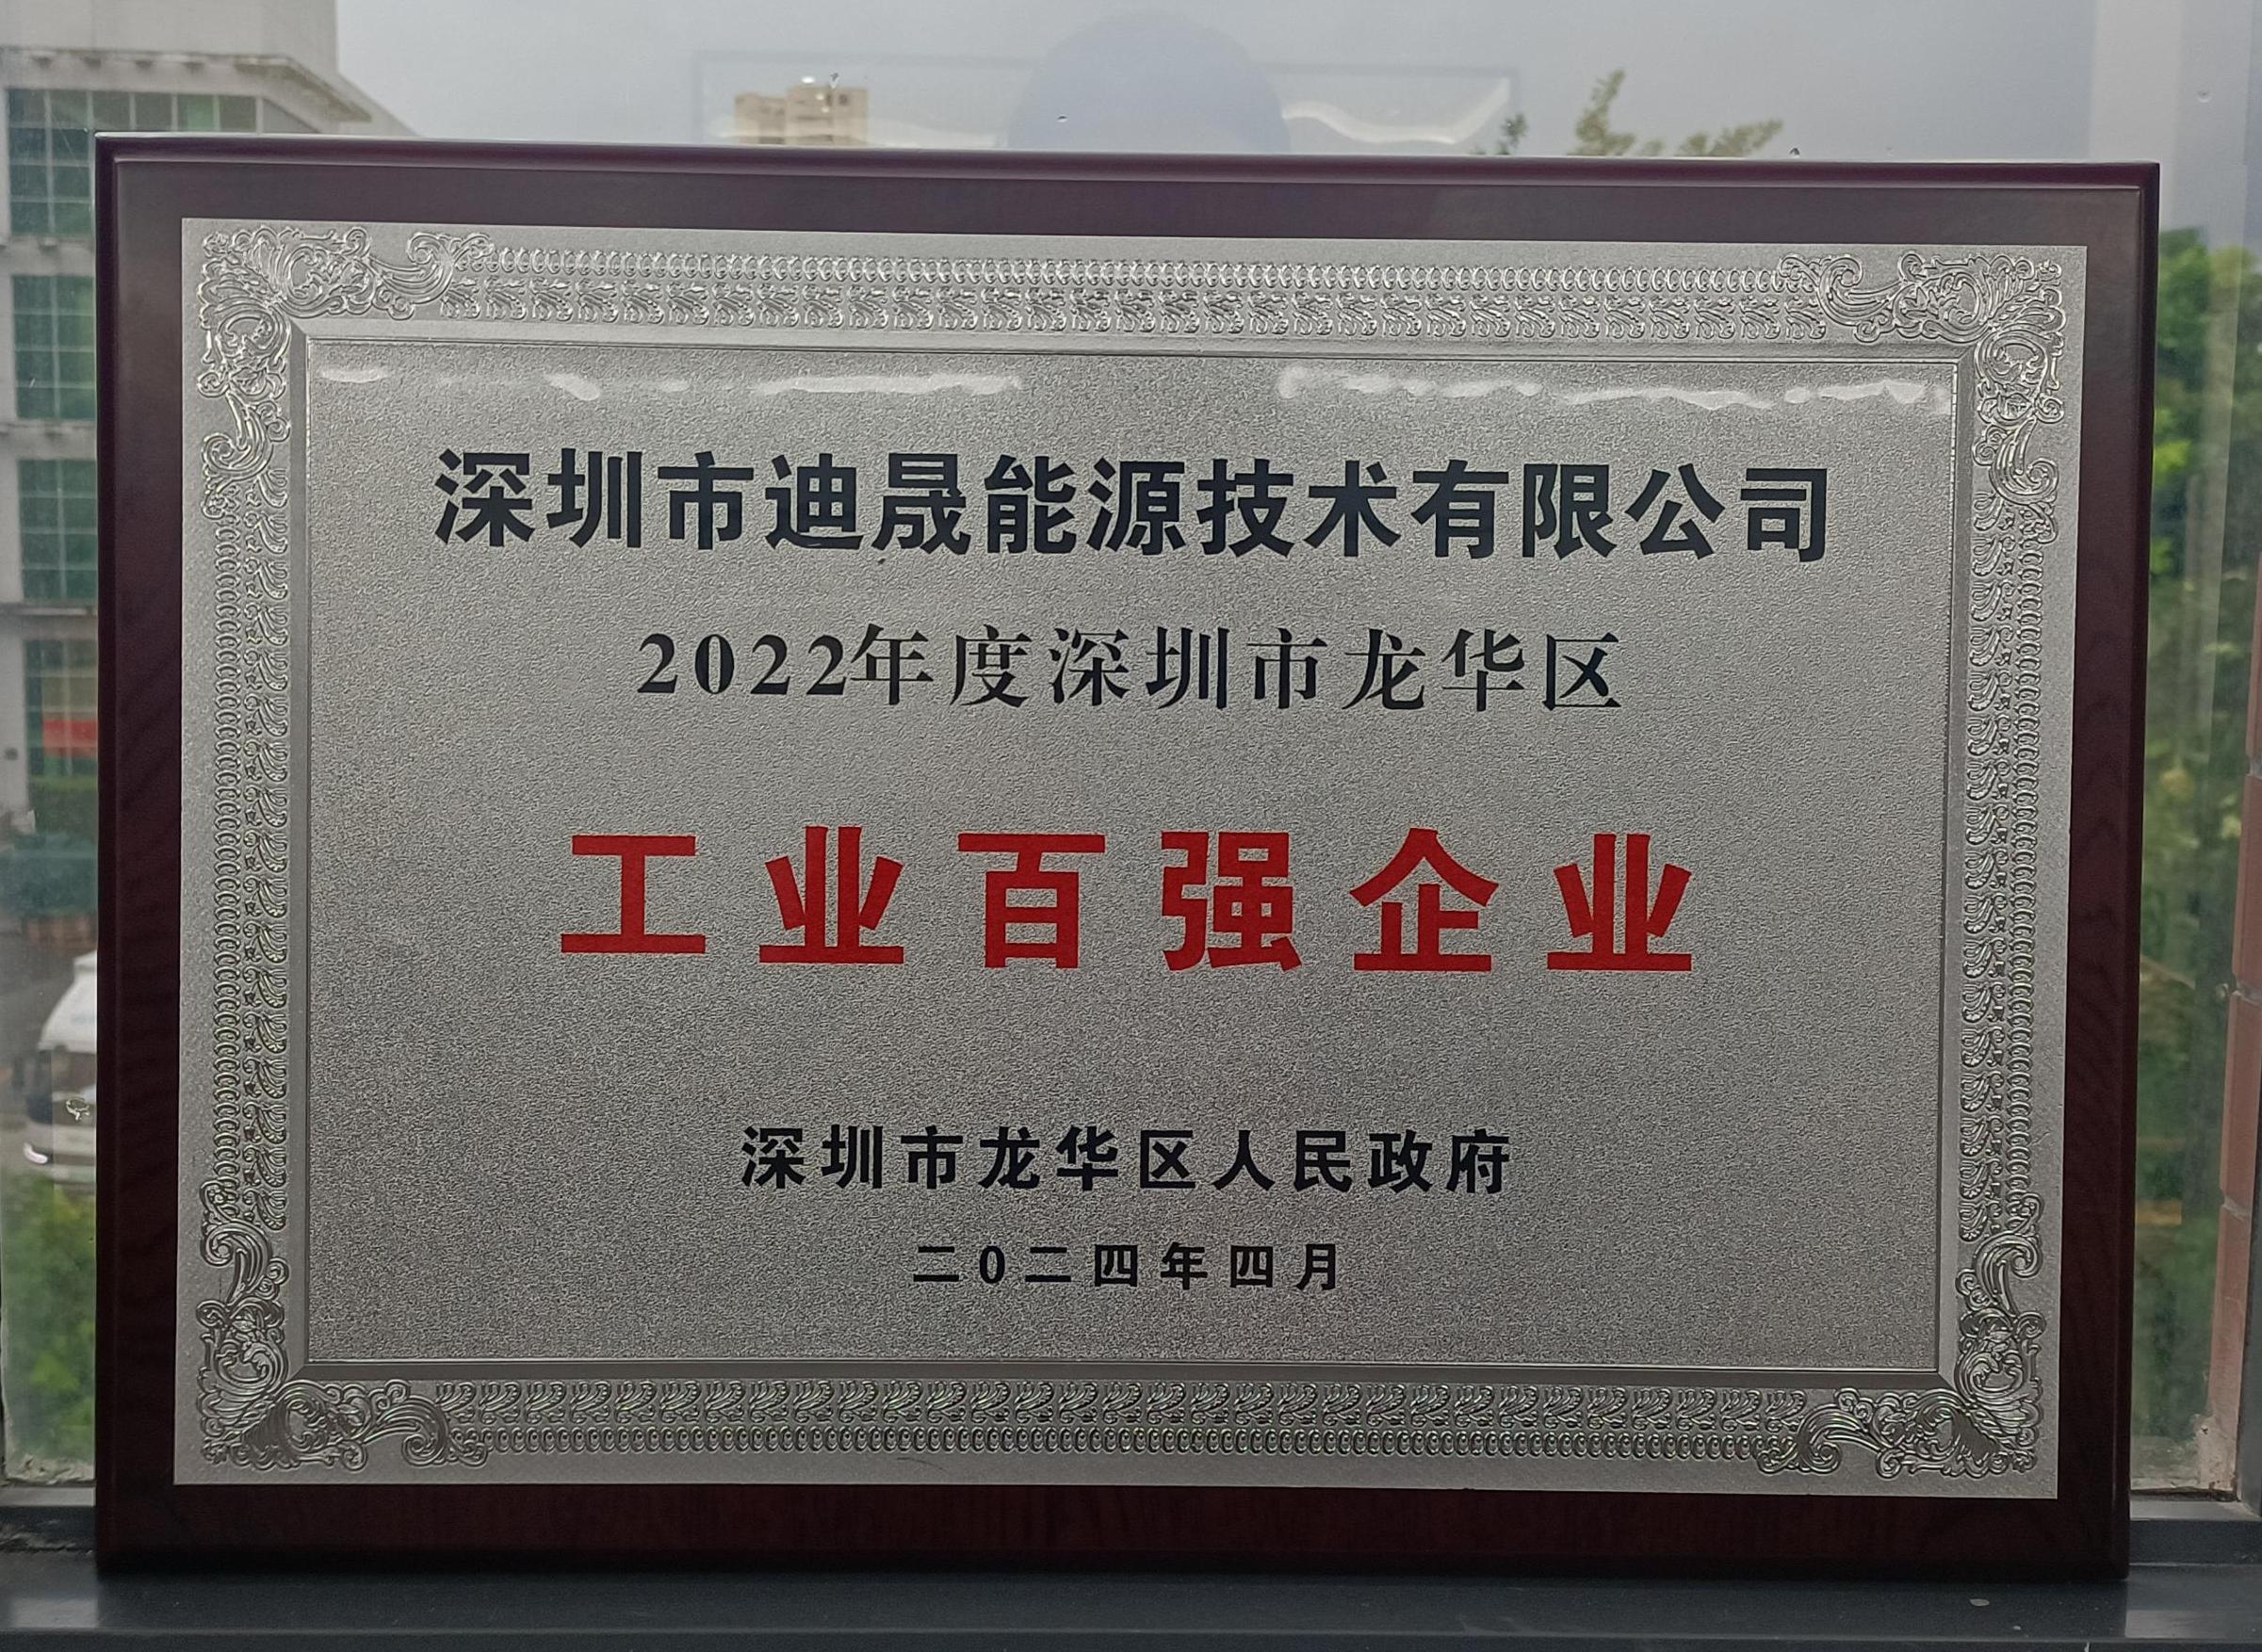 深圳市迪晟能源技术有限公司
2022年度深圳市龙华区
工业百强企业
深圳市龙华区人民政府
二0二四年四月